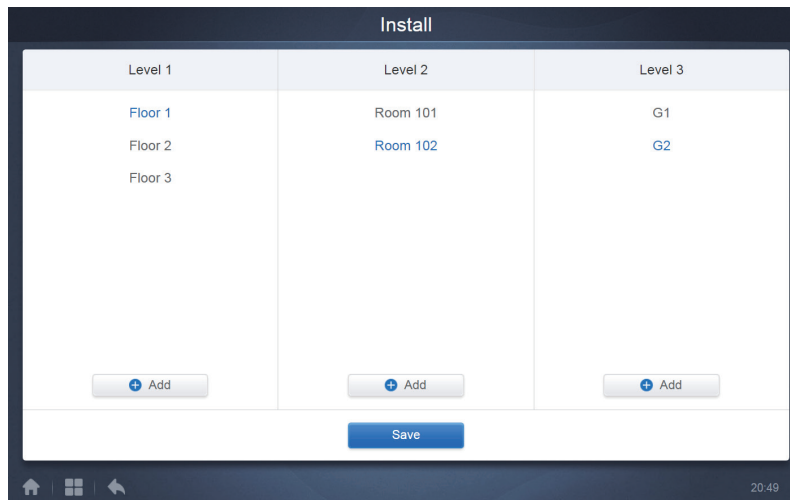 Install
Level 1 Level 2 Level 3
Floor 1 Room 101 G1
Floor 2 Room 102 G2
Floor 3
Add Add Add
Save
20:49